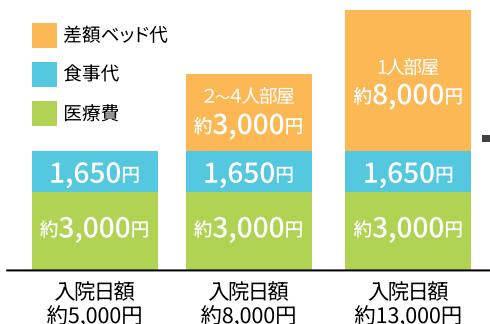 差額ベッド代
食事代
医療費
1,650円
約3,000円
入院日額
約5,000円
2～4人部屋
約3,000円
1,650円
約3,000円
入院日額
約8,000円
1人部屋
約8,000円
1,650円
約3,000円
入院日額
約13,000円